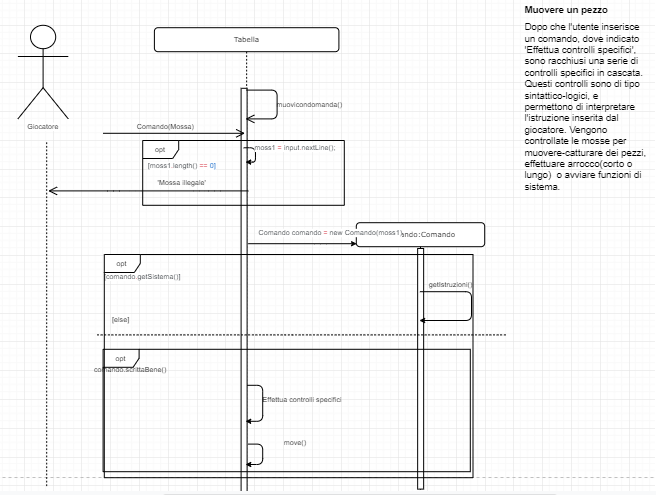 Muovere un pezzo
Dopo che l'utente inserisce
un comando, dove indicato
'Effettua controlli specifici',
sono racchiusi una serie di
controlli specifici in cascata.
Questi controlli sono di tipo
sintattico-logici, e
permettono di interpretare
l'istruzione inserita dal
giocatore. Vengono
controllate le mosse per
muovere-catturare dei pezzi,
effettuare arrocco(corto o
lungo) o avviare funzioni di
sistema.
Tabella
muovicondomanda()
Giocatore
Comando(Mossa)
opt
moss1 = input.nextLine();
[moss1.length() == 0]
'Mossa illegale'
Comando comando = new Comando(moss1)
ando:Comando
opt
comando.getSistema()]
getIstruzioni()
[else]
opt
comando.scrittaBene()
Effettua controlli specifici
move()